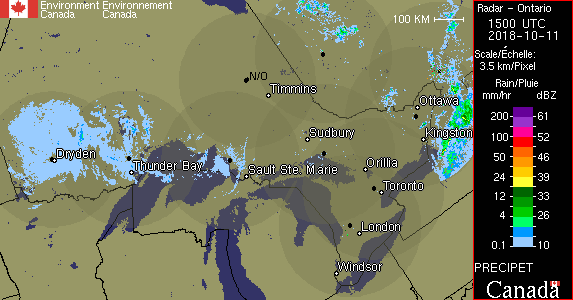 Environment Environnement
Canada Canada
100 KM
N/O
Timmins
Ottawa
Sudbury
Kingston
Dryden
Thunder Bay
Sault Ste. Marie
Orillia
Toronto
London
Windsor
Radar - Ontario
1500 UTC
2018-10-11
Scale/Échelle:
3.5 km/Pixel
Rain/Pluie
mm/hr dBZ
200 61
100 52
50 46
24 39
12 33
4 26
0.1 10
PRECIPET
Canada